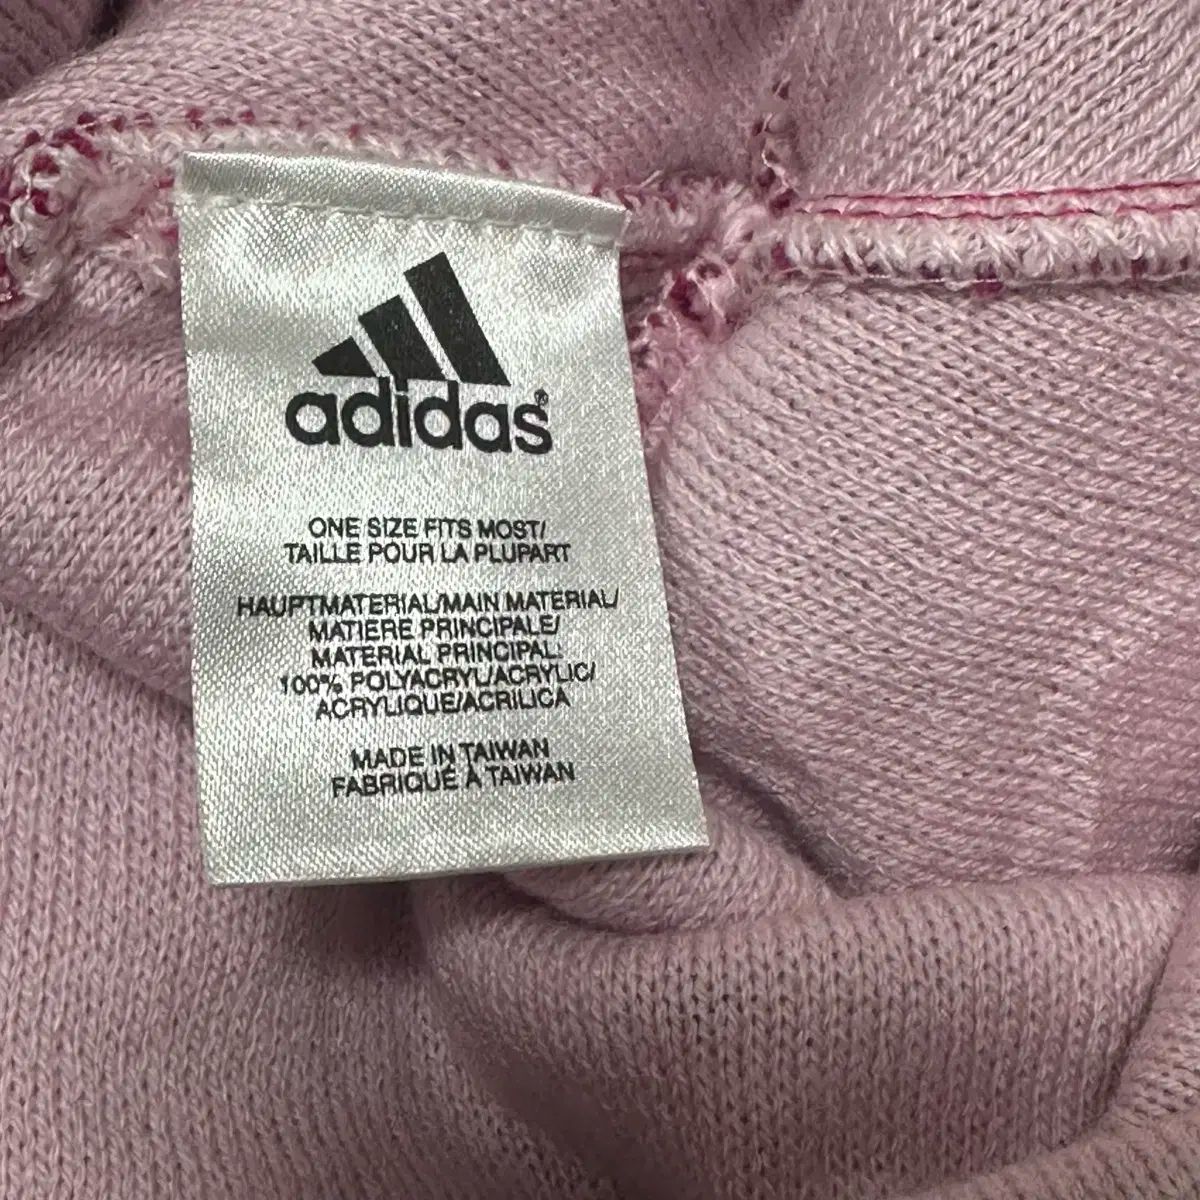 adidas®
ONE SIZE FITS MOST/
TAILLE POUR LA PLUPART
HAUPTMATERIAL/MAIN MATERIAL/
MATIERE PRINCIPALE/
MATERIAL PRINCIPAL:
100% POLYACRYL/ACRYLIC/
ACRYLIQUE/ACRILICA
MADE IN TAIWAN
FABRIQUÉ À TAIWAN